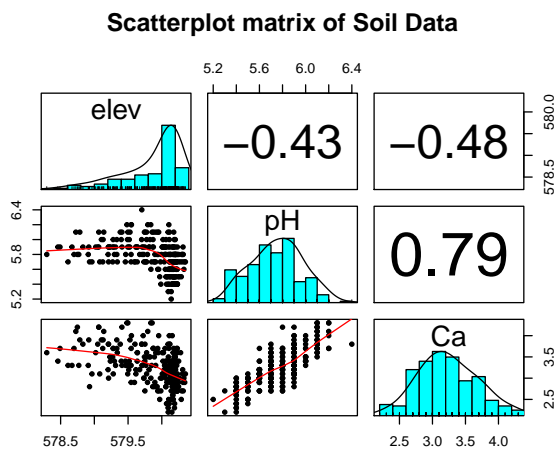 Scatterplot matrix of Soil Data
5.2 5.6 6.0 6.4
elev
−0.43
−0.48
578.5 580.0
5.2 5.8 6.4
pH
0.79
Ca
2.5 3.5
578.5 579.5
2.5 3.0 3.5 4.0